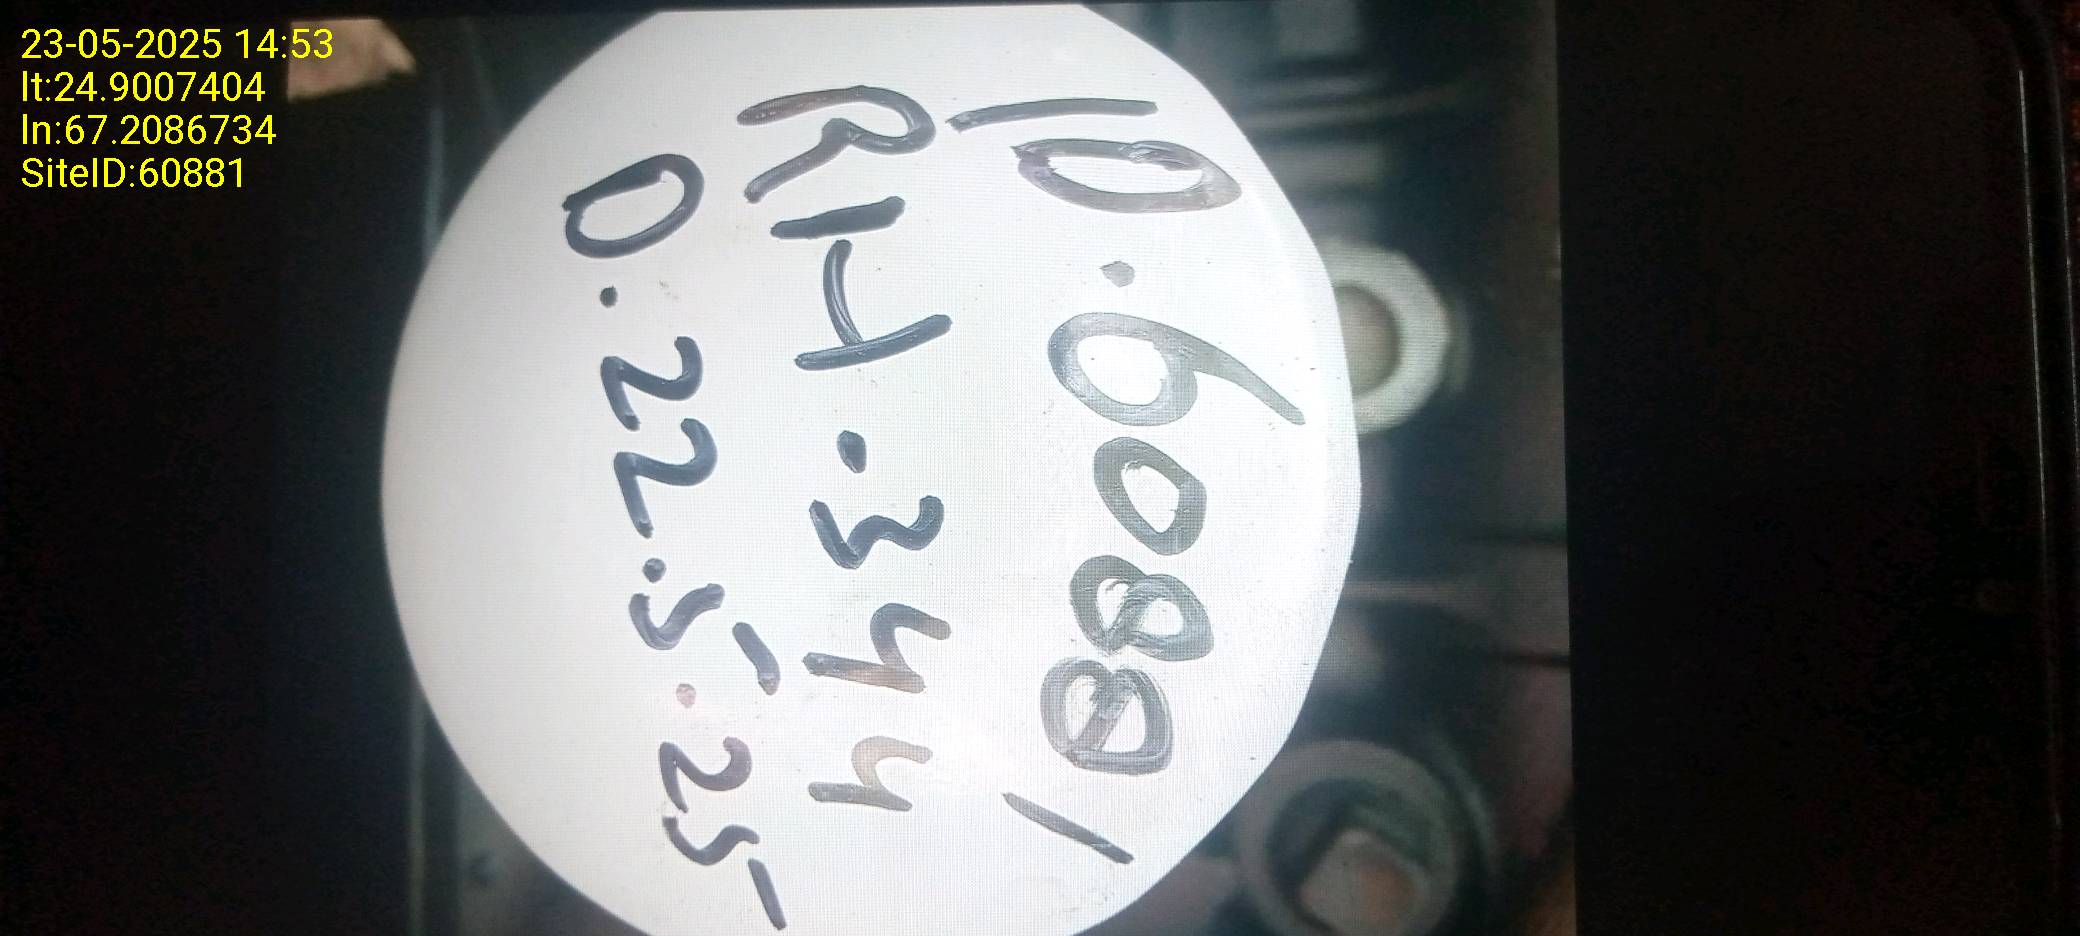 23-05-2025 14:53
lt:24.9007404
ln:67.2086734
SiteID:60881
ID.60881
RH.344
D.22.5.25